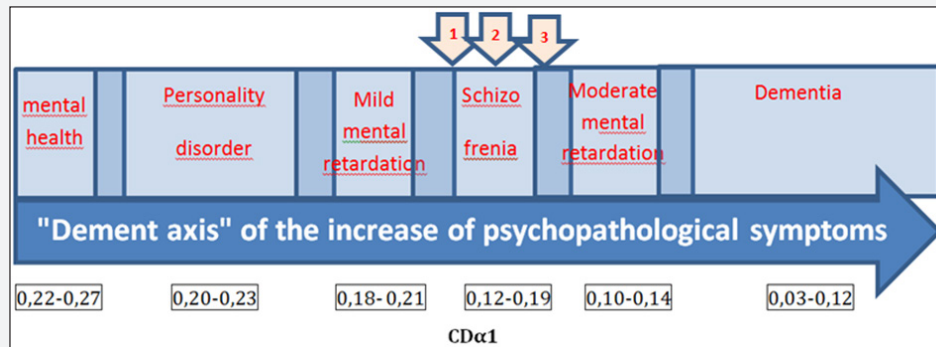 1 2 3
mental
health
Personality
disorder
Mild
mental
retardation
Schizo
frenia
Moderate
mental
retardation
Dementia
"Dement axis" of the increase of psychopathological symptoms
0,22-0,27 0,20-0,23 0,18- 0,21 0,12-0,19 0,10-0,14 0,03-0,12
CDα1